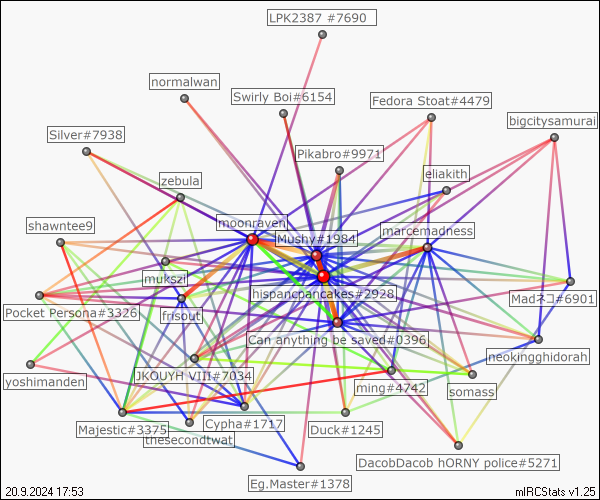 LPK2387 #7690
normalwan
Swirly Boi#6154
Fedora Stoat#4479
bigcitysamurai
Silver#7938
Pikabro#9971
zebula
eliakith
shawntee9
moonraven
Mushy#1984
marcemadness
mukszi
hispancpancakes#2928
Madネコ#6901
Pocket Persona#3326
frisout
Can anything be saved#0396
neokingghidorah
yoshimanden
JKOUYH VIII#7034
ming#4742
somass
Majestic#3375
Cypha#1717
thesecondtwat
Duck#1245
DacobDacob hORNY police#5271
Eg.Master#1378
20.9.2024 17:53
mIRCStats v1.25